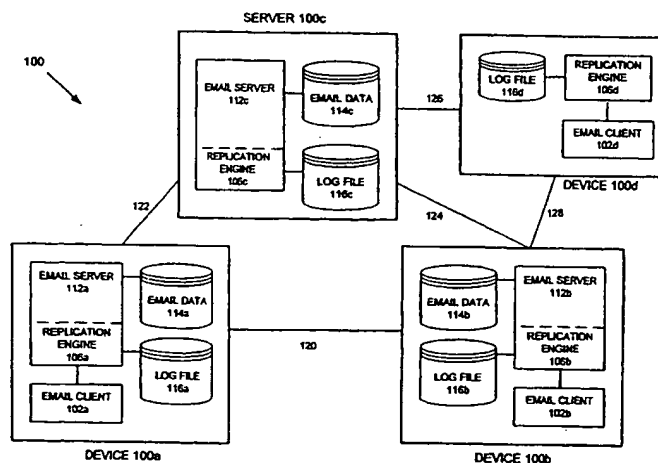 SERVER 100c
100
EMAIL SERVER
112c
EMAIL DATA
114c
REPLICATION
ENGINE
106c
LOG FILE
116c
126
LOG FILE
116d
REPLICATION
ENGINE
106d
EMAIL CLIENT
102d
DEVICE 100d
122
124
128
EMAIL SERVER
112a
EMAIL DATA
114a
REPLICATION
ENGINE
106a
LOG FILE
116a
EMAIL CLIENT
102a
DEVICE 100a
120
EMAIL DATA
114b
EMAIL SERVER
112b
LOG FILE
116b
REPLICATION
ENGINE
106b
EMAIL CLIENT
102b
DEVICE 100b